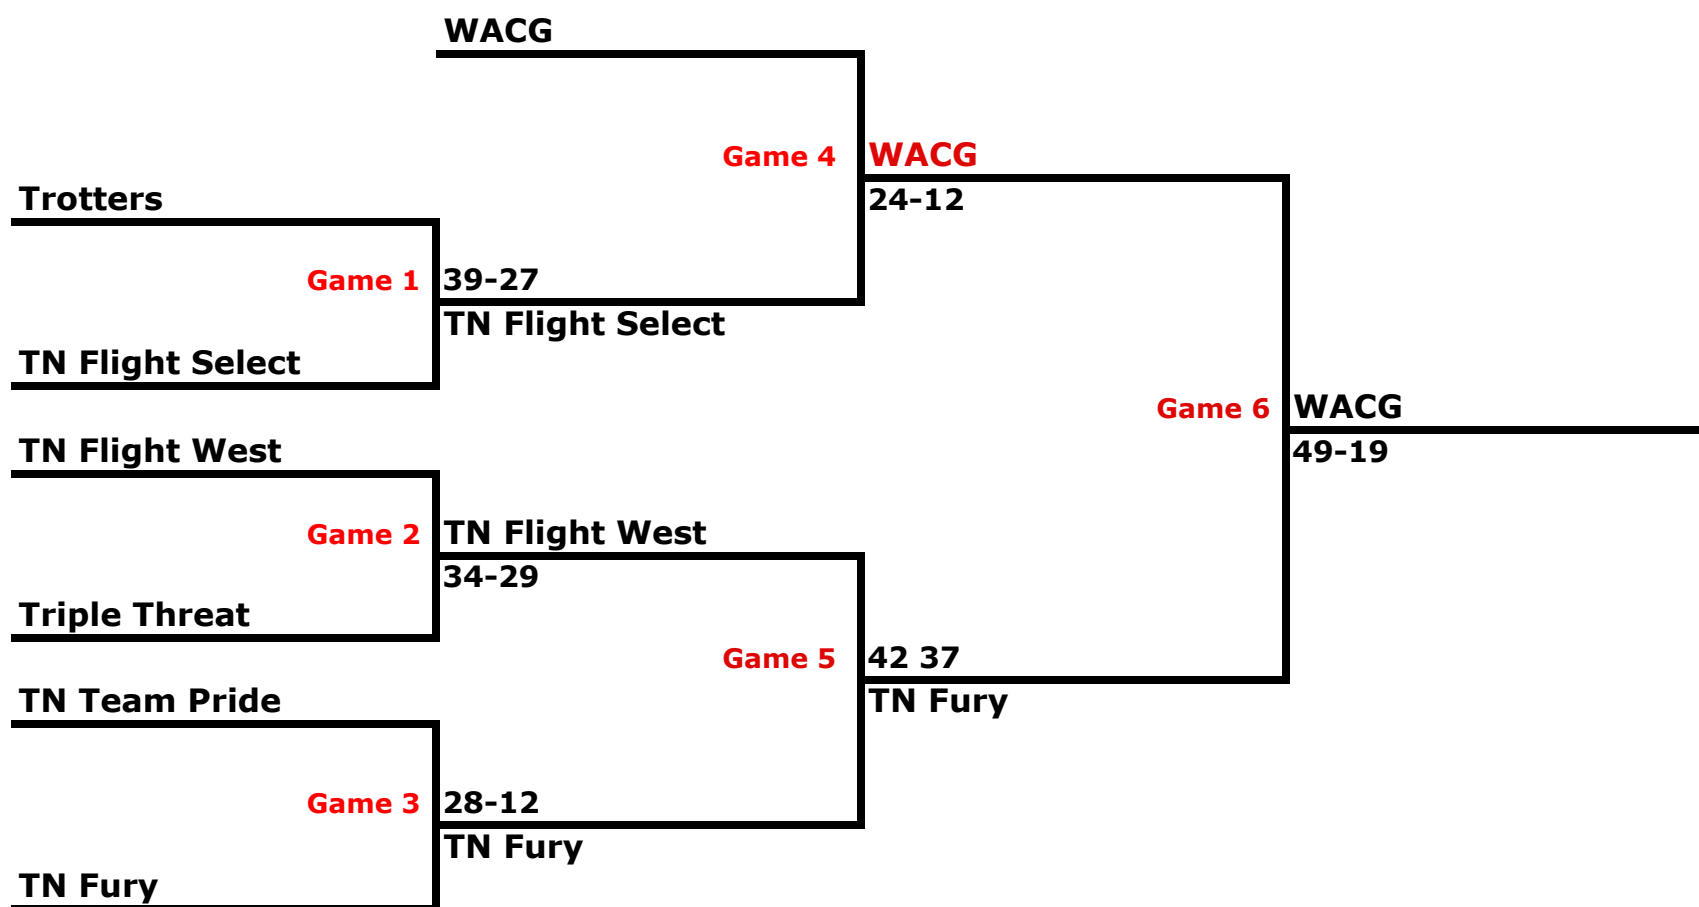 WACG
Game 4
WACG
24-12
Trotters
Game 1
39-27
TN Flight Select
TN Flight Select
Game 6
WACG
49-19
TN Flight West
Game 2
TN Flight West
34-29
Triple Threat
Game 5
42 37
TN Fury
TN Team Pride
Game 3
28-12
TN Fury
TN Fury